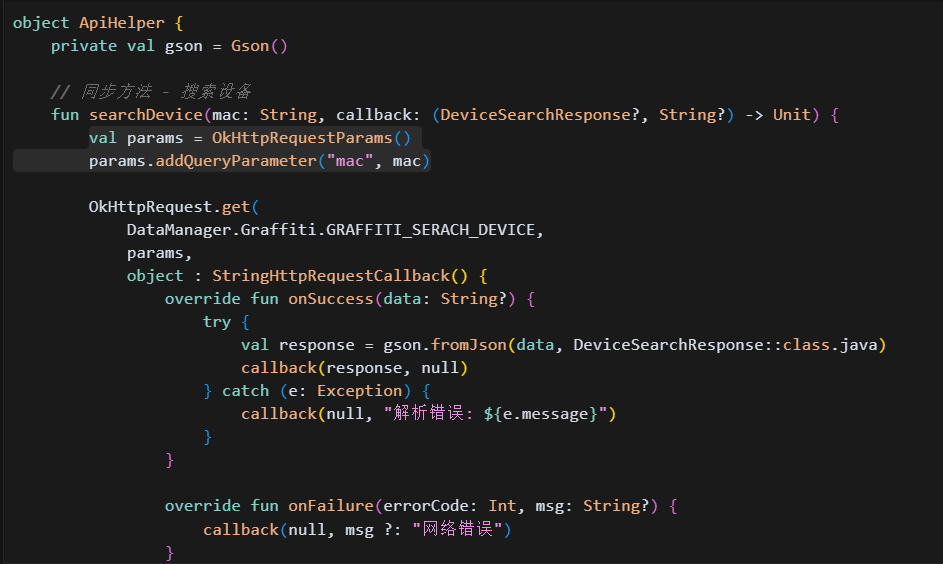 object ApiHelper {
    private val gson = Gson()
    // 同步方法 - 搜索设备
    fun searchDevice(mac: String, callback: (DeviceSearchResponse?, String?) -> Unit) {
        val params = OkHttpRequestParams()
        params.addQueryParameter("mac", mac)
        OkHttpRequest.get(
            DataManager.Graffiti.GRAFFITI_SERACH_DEVICE,
            params,
            object : StringHttpRequestCallback() {
                override fun onSuccess(data: String?) {
                    try {
                        val response = gson.fromJson(data, DeviceSearchResponse::class.java)
                        callback(response, null)
                    } catch (e: Exception) {
                        callback(null, "解析错误: ${e.message}")
                    }
                }
                override fun onFailure(errorCode: Int, msg: String?) {
                    callback(null, msg ?: "网络错误")
                }